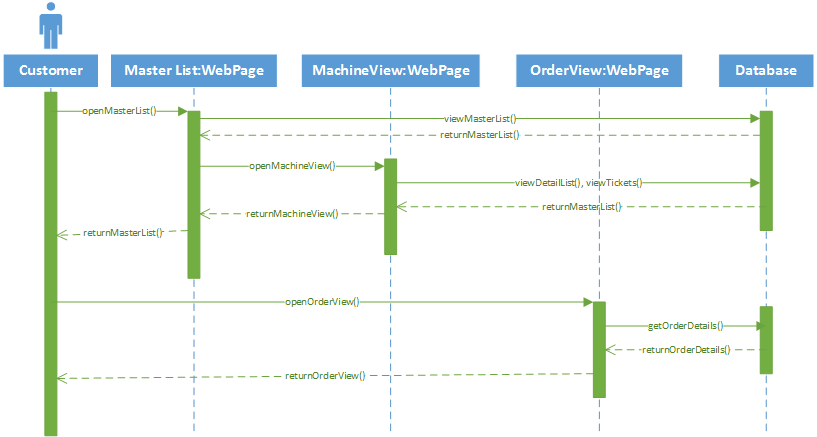 Customer
Master List:WebPage
MachineView:WebPage
OrderView:WebPage
Database
openMasterList()
viewMasterList()
returnMasterList()
openMachineView()
viewDetailList(), viewTickets()
returnMasterList()
returnMachineView()
returnMasterList()
openOrderView()
getOrderDetails()
returnOrderDetails()
returnOrderView()